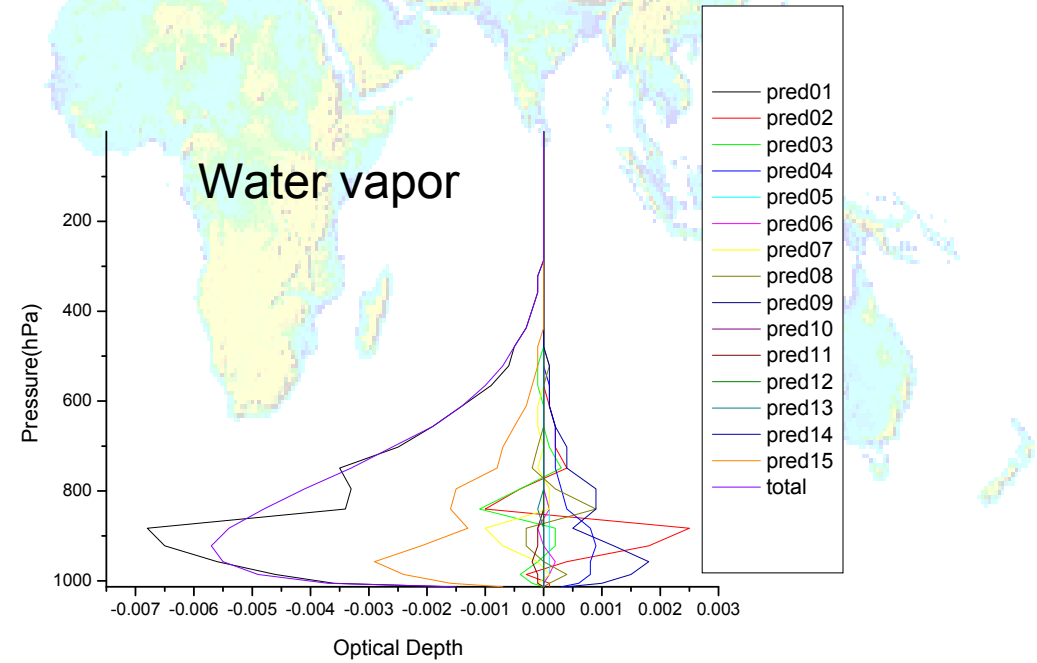 Water vapor
pred01
pred02
pred03
pred04
pred05
pred06
pred07
pred08
pred09
pred10
pred11
pred12
pred13
pred14
pred15
total
Pressure(hPa)
200
400
600
800
1000
-0.007 -0.006 -0.005 -0.004 -0.003 -0.002 -0.001 0.000 0.001 0.002 0.003
Optical Depth